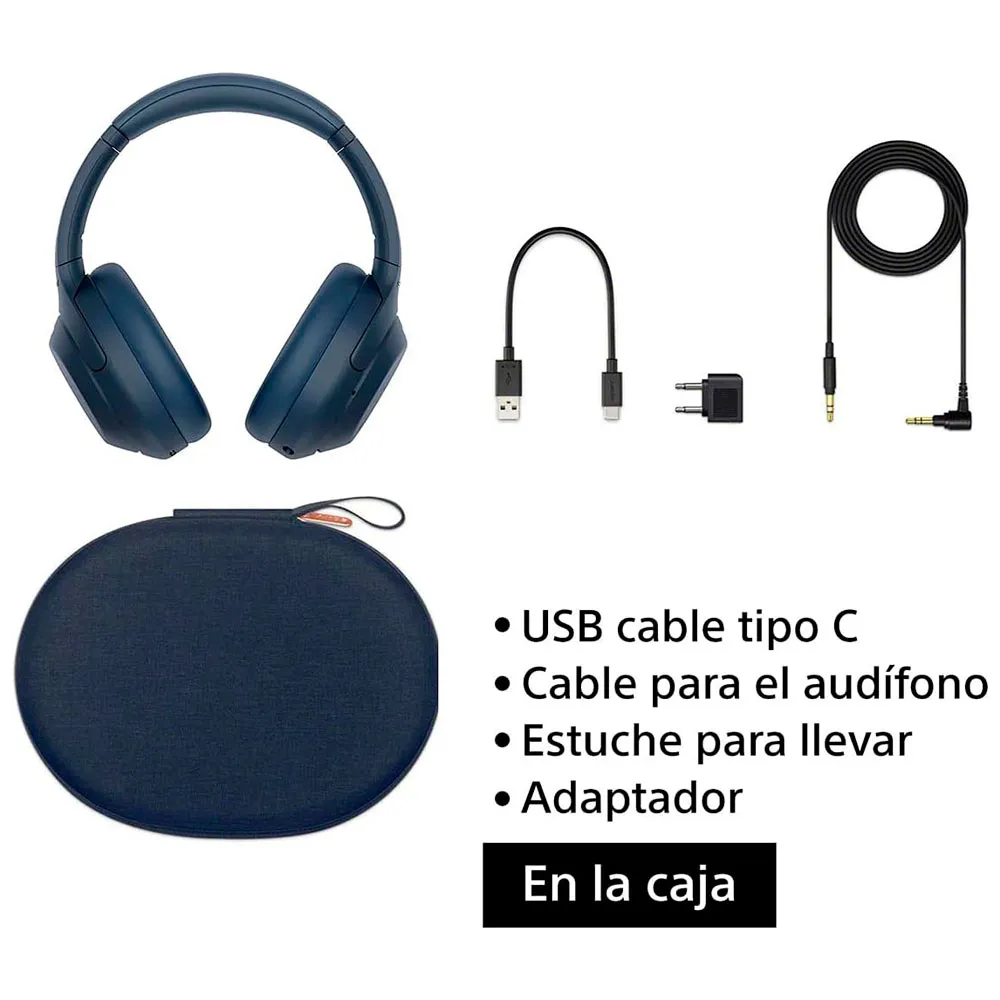 • USB cable tipo C
• Cable para el audífono
• Estuche para llevar
• Adaptador
En la caja